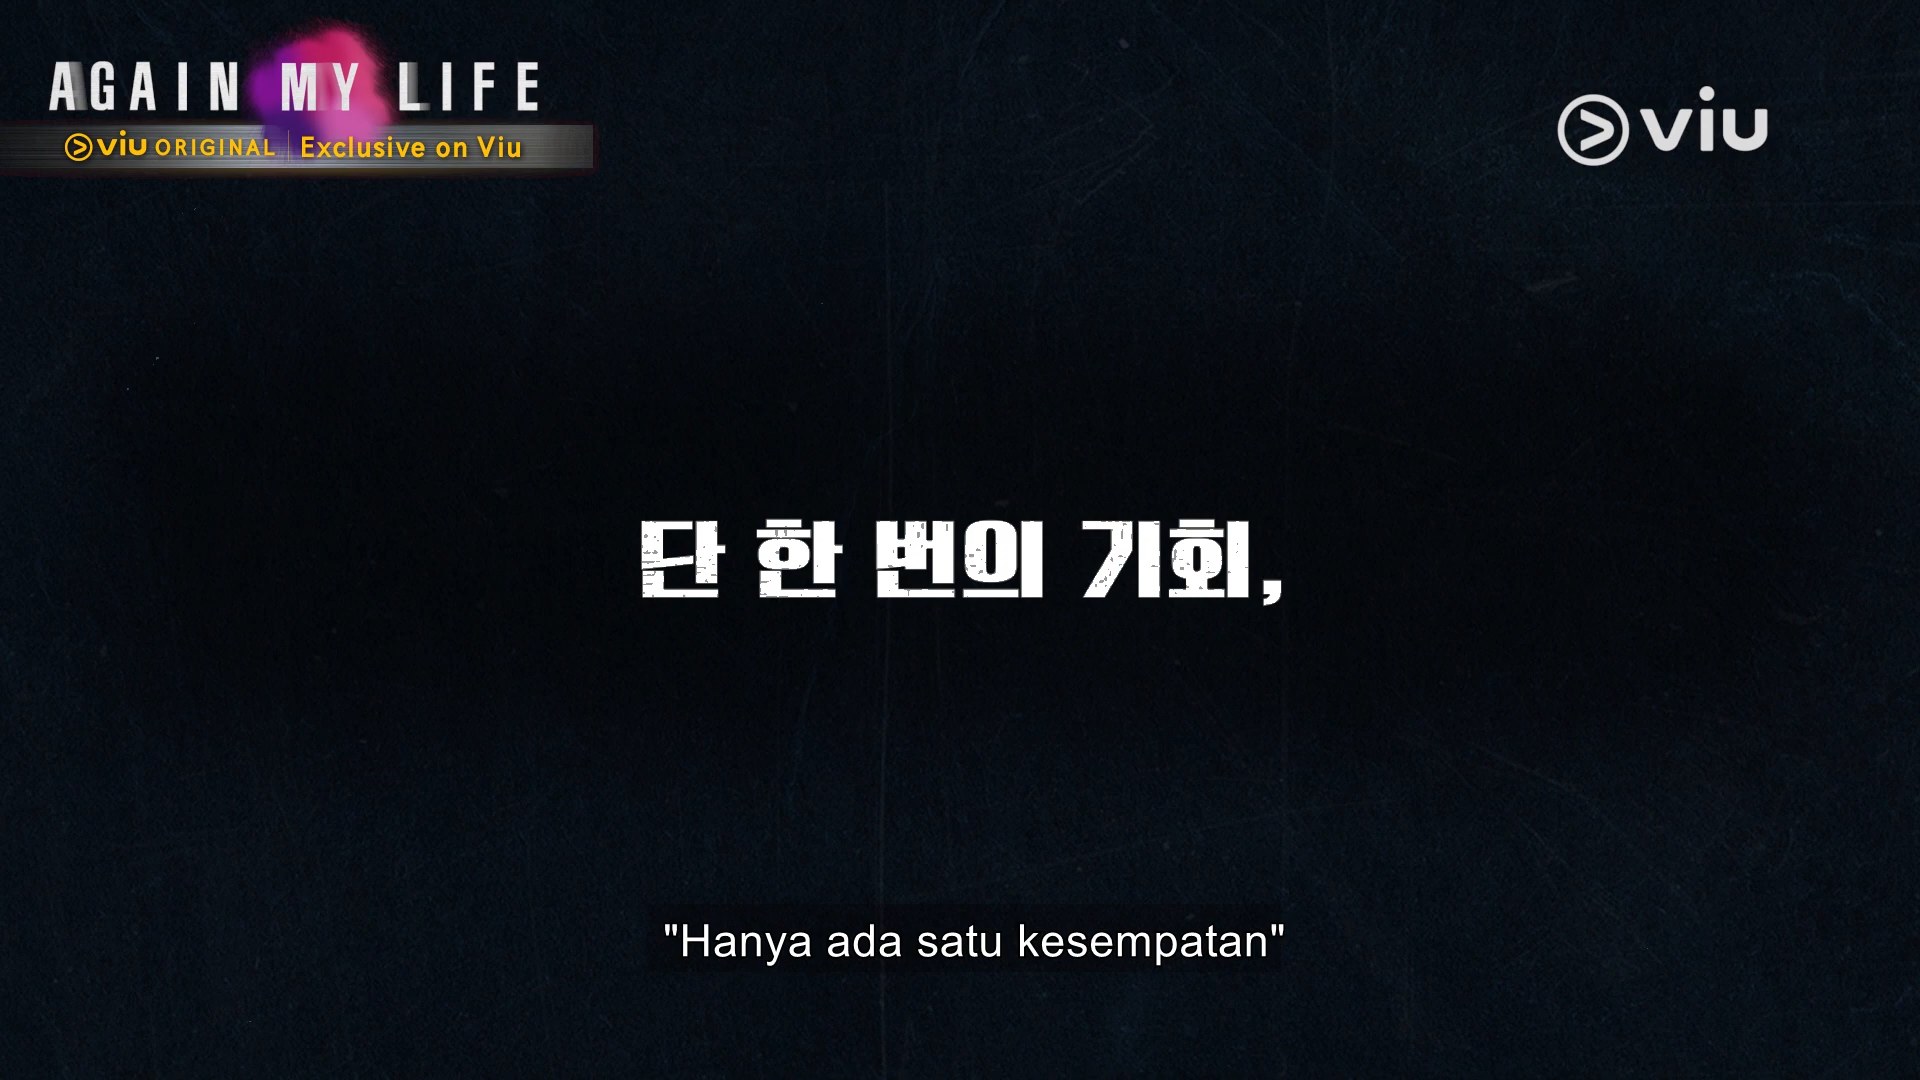 AGAIN MY LIFE
viu ORIGINAL | Exclusive on Viu
viu
단 한 번의 기회,
"Hanya ada satu kesempatan"